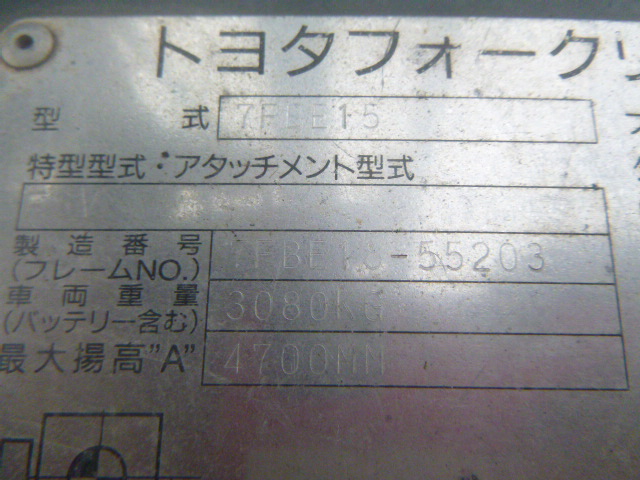 トヨタフォークリ
型 式 7FBE15
特型型式・アタッチメント型式
製造番号
(フレームNO.) 7FBE18-55203
車両重量
(バッテリー含む) 3080KG
最大揚高"A" 4700MM